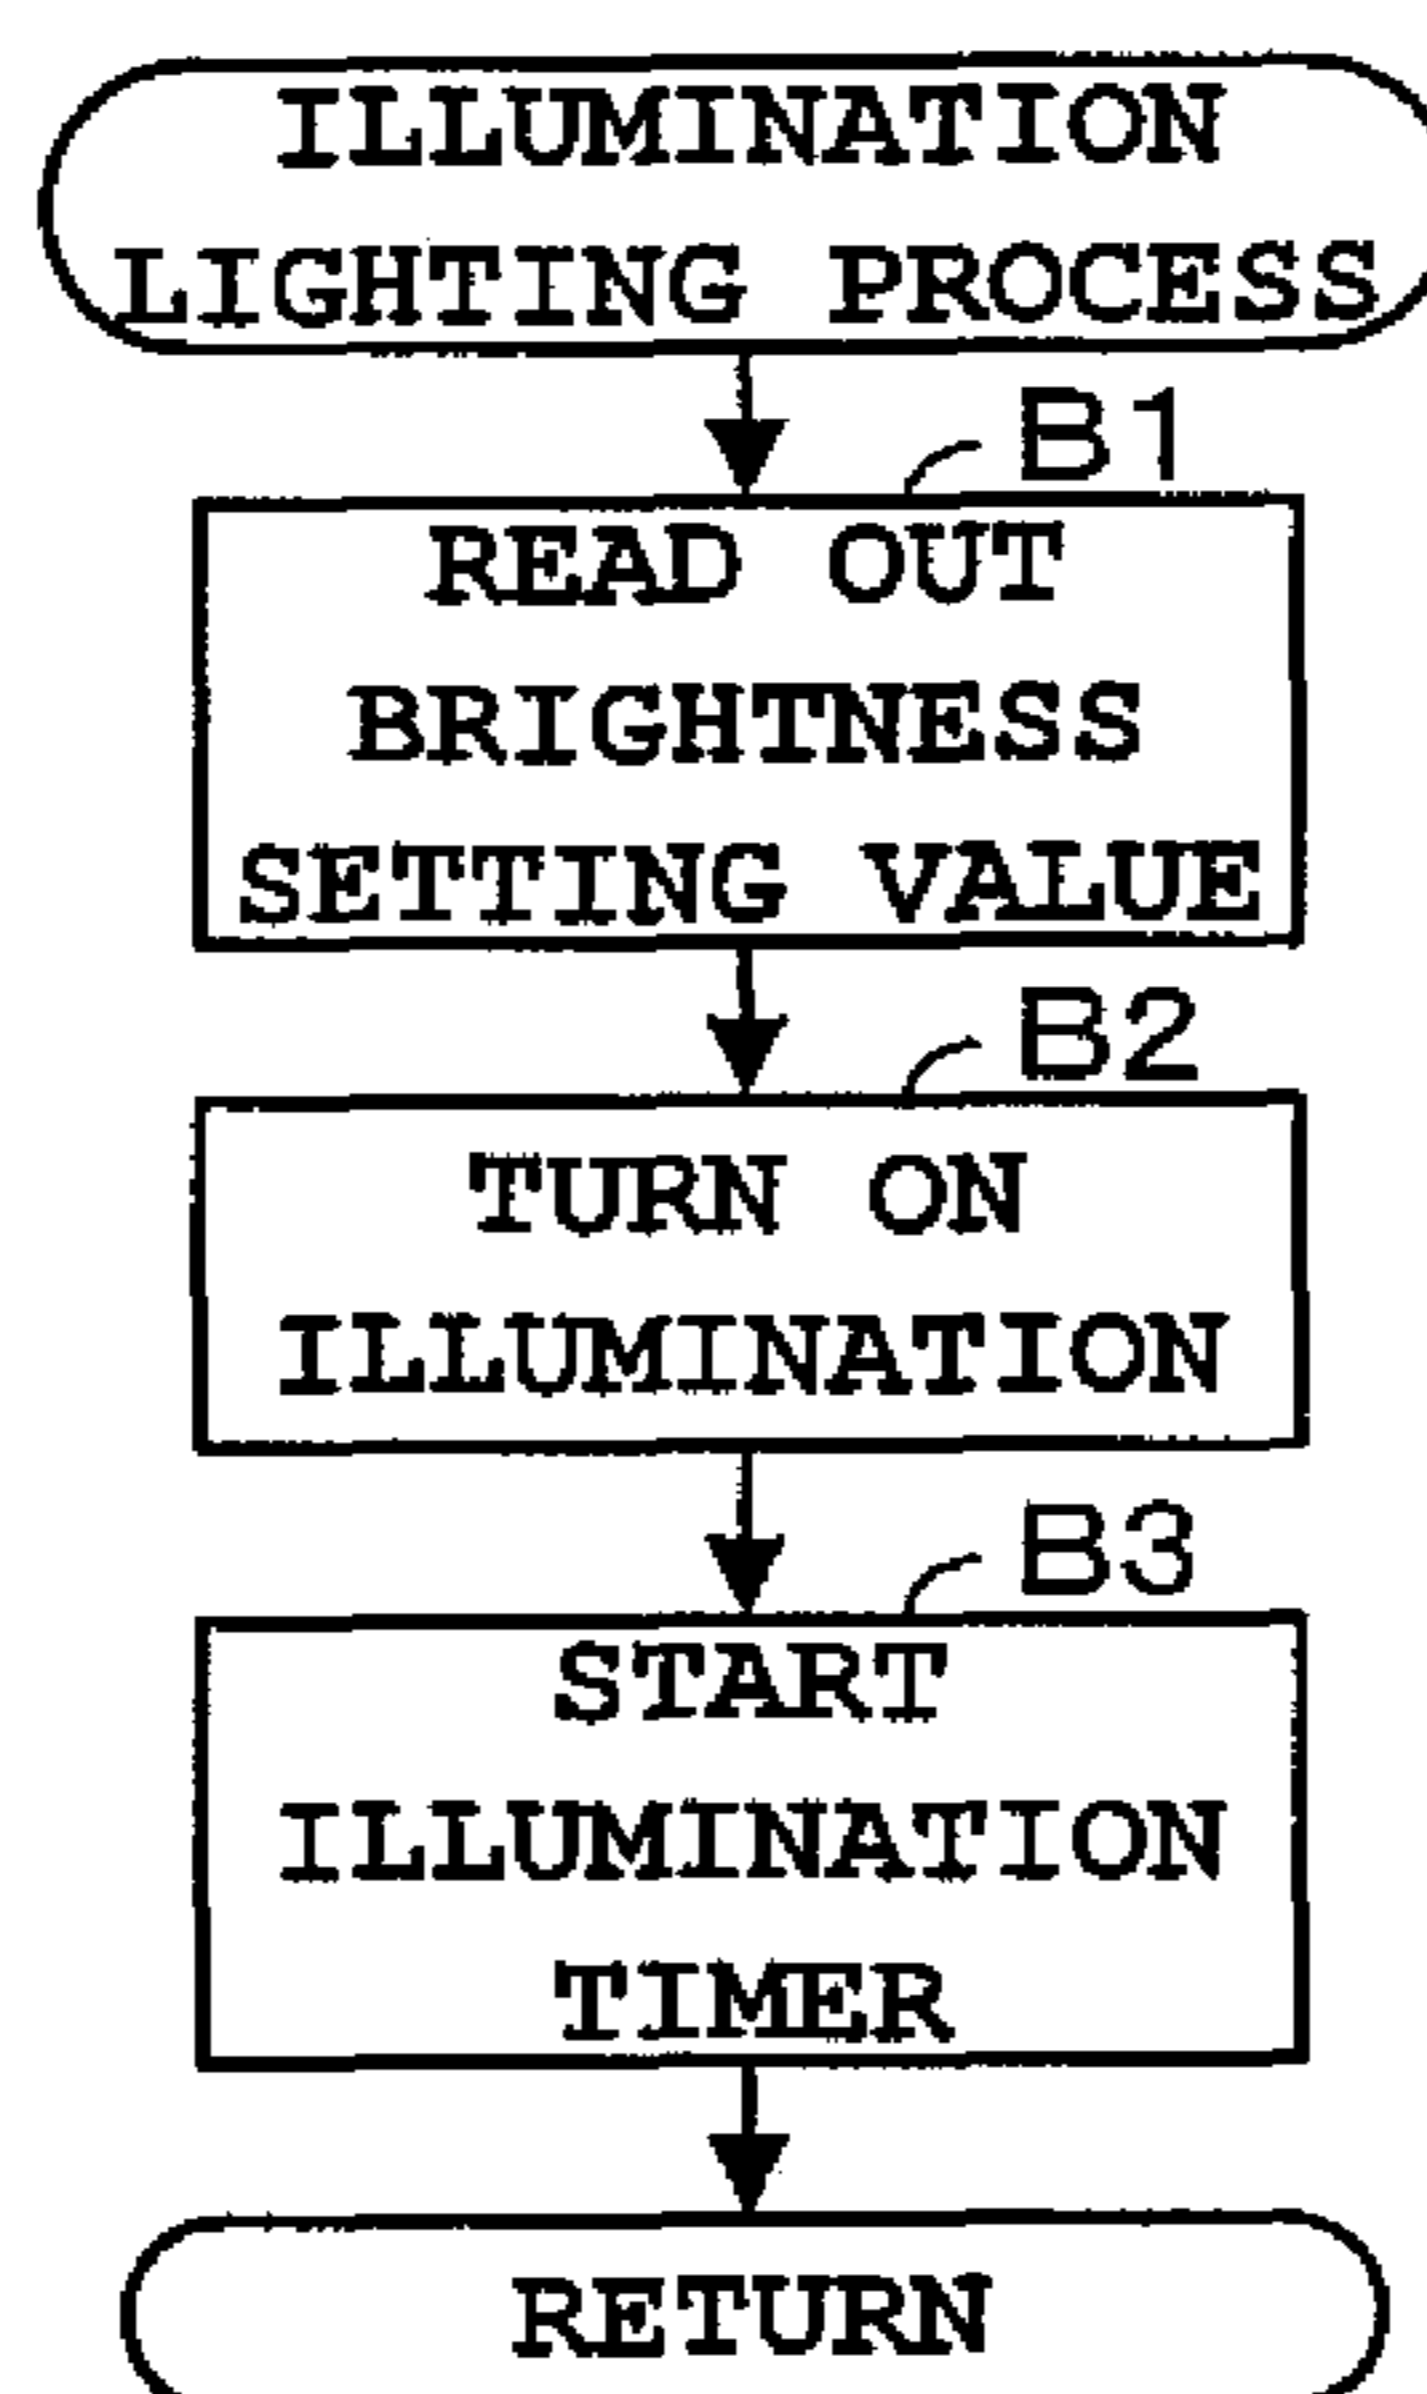 ILLUMINATION
LIGHTING PROCESS
B1
READ OUT
BRIGHTNESS
SETTING VALUE
B2
TURN ON
ILLUMINATION
B3
START
ILLUMINATION
TIMER
RETURN